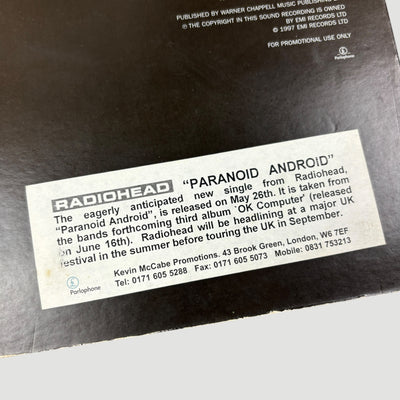 PUBLISHED BY WARNER CHAPPELL MUSIC PUBLISHING
℗ THE COPYRIGHT IN THIS SOUND RECORDING IS OWNED
BY EMI RECORDS LTD
© 1997 EMI RECORDS LTD
FOR PROMOTIONAL USE ONLY
Parlophone
RADIOHEAD "PARANOID ANDROID"
The eagerly anticipated new single from Radiohead,
"Paranoid Android", is released on May 26th. It is taken from
the bands forthcoming third album `OK Computer' (released
on June 16th). Radiohead will be headlining at a major UK
festival in the summer before touring the UK in September.
Kevin McCabe Promotions. 43 Brook Green, London, W6 7EF
Tel: 0171 605 5288 Fax: 0171 605 5073 Mobile: 0831 753213
Parlophone